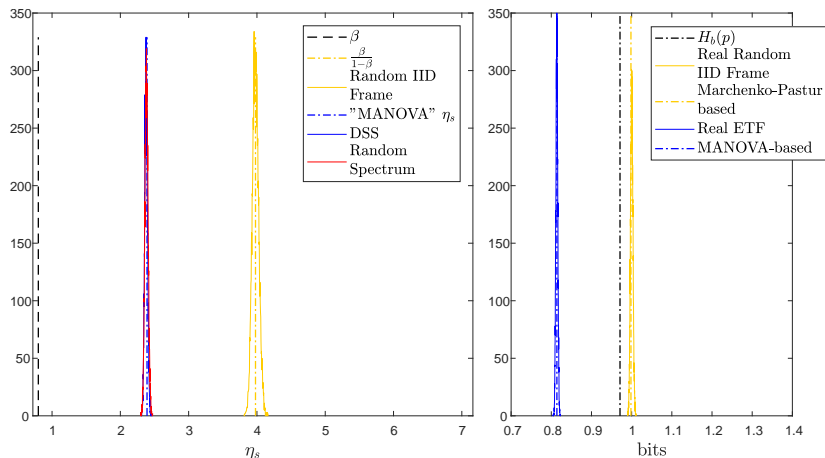 350
300
250
200
150
100
50
0
1
2
3
4
5
6
7
η_s
β
β/(1−β)
Random IID
Frame
"MANOVA" η_s
DSS
Random
Spectrum
350
300
250
200
150
100
50
0
0.7
0.8
0.9
1
1.1
1.2
1.3
1.4
bits
H_b(p)
Real Random
IID Frame
Marchenko-Pastur
based
Real ETF
MANOVA-based